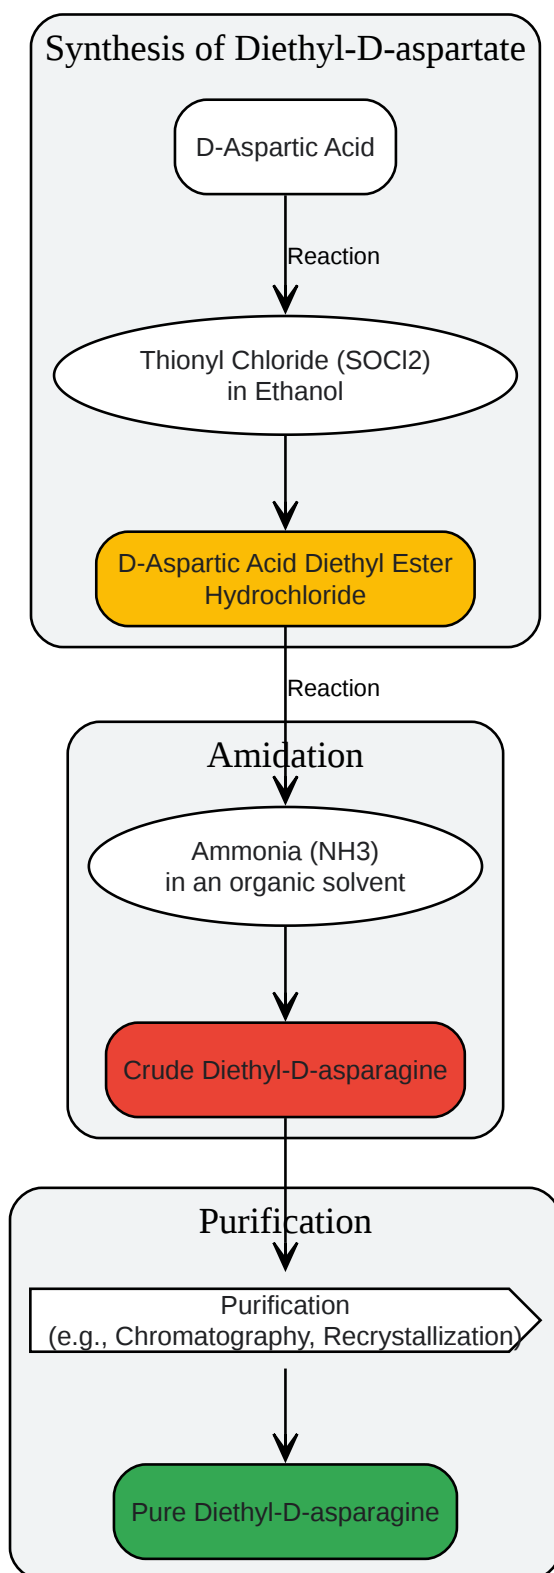 Synthesis of Diethyl-D-aspartate
D-Aspartic Acid
Reaction
Thionyl Chloride (SOCl2)
in Ethanol
D-Aspartic Acid Diethyl Ester
Hydrochloride
Reaction
Amidation
Ammonia (NH3)
in an organic solvent
Crude Diethyl-D-asparagine
Purification
Purification
(e.g., Chromatography, Recrystallization)
Pure Diethyl-D-asparagine